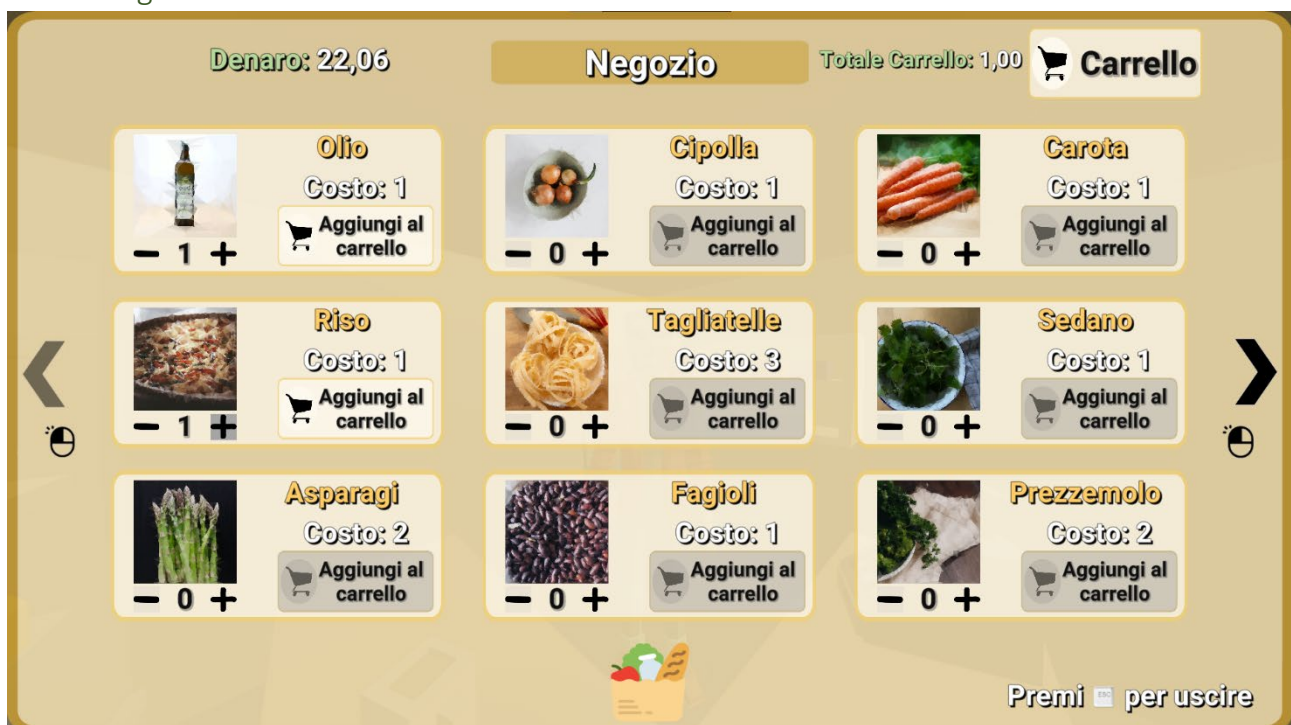 Denaro: 22,06
Negozio
Totale Carrello: 1,00
Carrello
Olio
Costo: 1
Aggiungi al
carrello
1
Cipolla
Costo: 1
Aggiungi al
carrello
0
Carota
Costo: 1
Aggiungi al
carrello
0
Riso
Costo: 1
Aggiungi al
carrello
1
Tagliatelle
Costo: 3
Aggiungi al
carrello
0
Sedano
Costo: 1
Aggiungi al
carrello
0
Asparagi
Costo: 2
Aggiungi al
carrello
0
Fagioli
Costo: 1
Aggiungi al
carrello
0
Prezzemolo
Costo: 2
Aggiungi al
carrello
0
Premi ESC per uscire